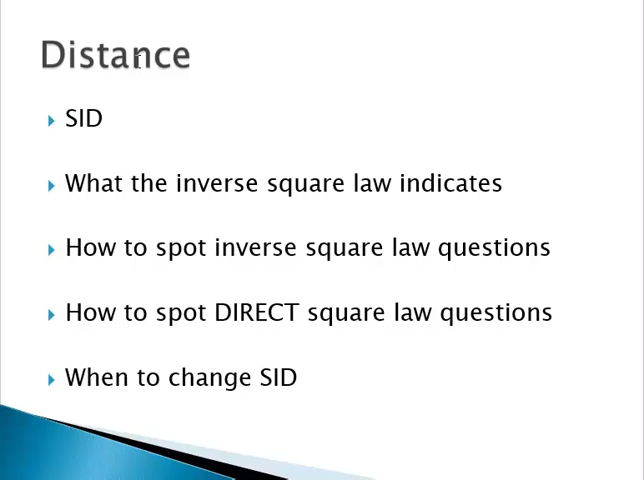 Distance
SID
What the inverse square law indicates
How to spot inverse square law questions
How to spot DIRECT square law questions
When to change SID